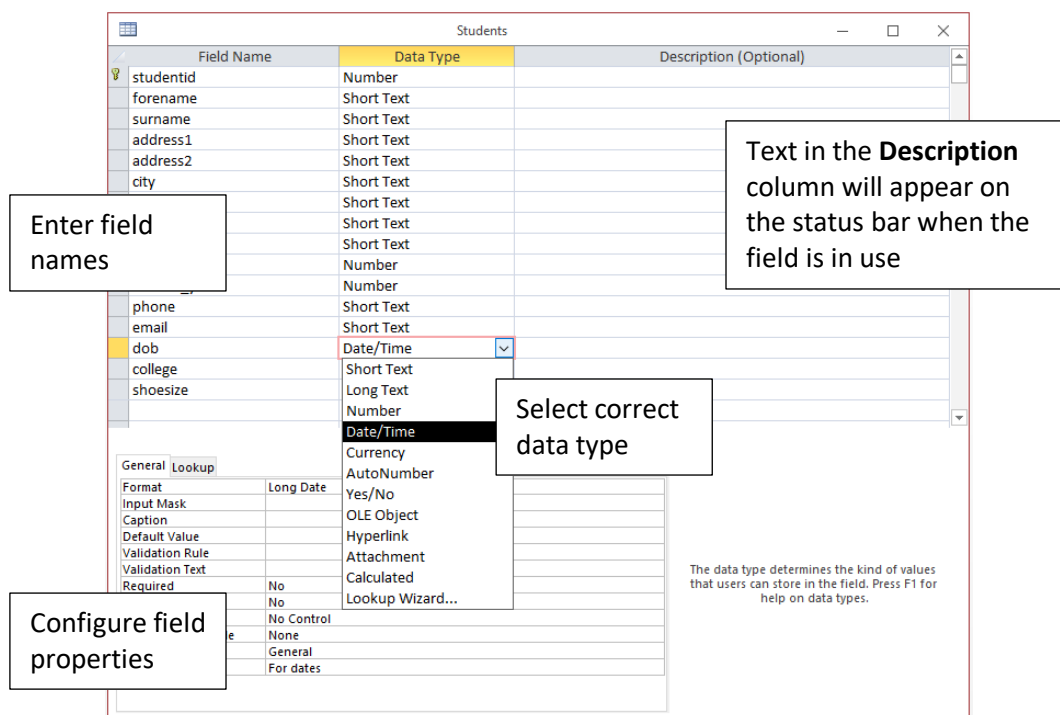 Students
Field Name Data Type Description (Optional)
studentid Number
forename Short Text
surname Short Text
address1 Short Text
address2 Short Text
city Short Text
Short Text
Short Text
Short Text
Number
Number
phone Short Text
email Short Text
dob Date/Time
college
shoesize
Short Text
Long Text
Number
Date/Time
Currency
AutoNumber
Yes/No
OLE Object
Hyperlink
Attachment
Calculated
Lookup Wizard...
Enter field
names
Text in the Description
column will appear on
the status bar when the
field is in use
Select correct
data type
General Lookup
Format Long Date
Input Mask
Caption
Default Value
Validation Rule
Validation Text
Required No
No
No Control
None
General
For dates
Configure field
properties
The data type determines the kind of values
that users can store in the field. Press F1 for
help on data types.